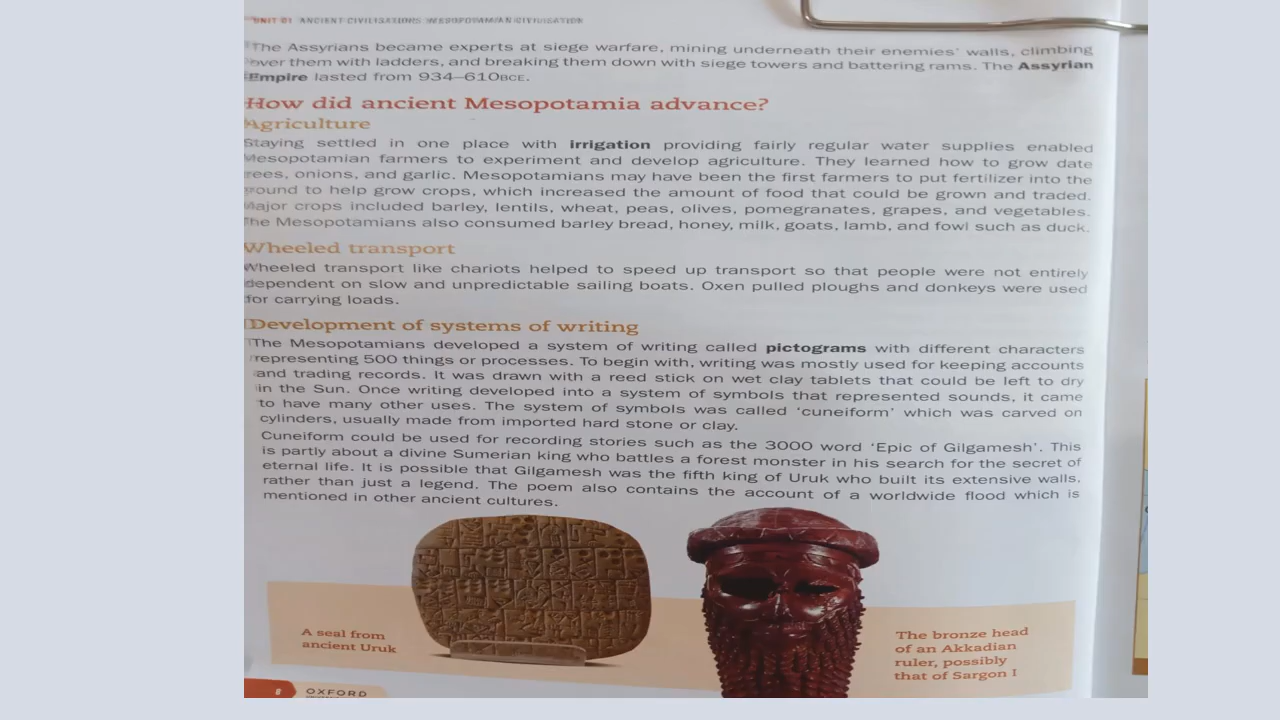 UNIT 01 ANCIENT CIVILISATIONS: MESOPOTAMIAN CIVILISATION
The Assyrians became experts at siege warfare, mining underneath their enemies' walls, climbing
over them with ladders, and breaking them down with siege towers and battering rams. The Assyrian
Empire lasted from 934–610BCE.
How did ancient Mesopotamia advance?
Agriculture
Staying settled in one place with irrigation providing fairly regular water supplies enabled
Mesopotamian farmers to experiment and develop agriculture. They learned how to grow date
rees, onions, and garlic. Mesopotamians may have been the first farmers to put fertilizer into the
round to help grow crops, which increased the amount of food that could be grown and traded.
Major crops included barley, lentils, wheat, peas, olives, pomegranates, grapes, and vegetables.
The Mesopotamians also consumed barley bread, honey, milk, goats, lamb, and fowl such as duck.
Wheeled transport
Wheeled transport like chariots helped to speed up transport so that people were not entirely
dependent on slow and unpredictable sailing boats. Oxen pulled ploughs and donkeys were used
for carrying loads.
Development of systems of writing
The Mesopotamians developed a system of writing called pictograms with different characters
representing 500 things or processes. To begin with, writing was mostly used for keeping accounts
and trading records. It was drawn with a reed stick on wet clay tablets that could be left to dry
in the Sun. Once writing developed into a system of symbols that represented sounds, it came
to have many other uses. The system of symbols was called 'cuneiform' which was carved on
cylinders, usually made from imported hard stone or clay.
Cuneiform could be used for recording stories such as the 3000 word 'Epic of Gilgamesh'. This
is partly about a divine Sumerian king who battles a forest monster in his search for the secret of
eternal life. It is possible that Gilgamesh was the fifth king of Uruk who built its extensive walls,
rather than just a legend. The poem also contains the account of a worldwide flood which is
mentioned in other ancient cultures.
A seal from
ancient Uruk
The bronze head
of an Akkadian
ruler, possibly
that of Sargon I
OXFORD